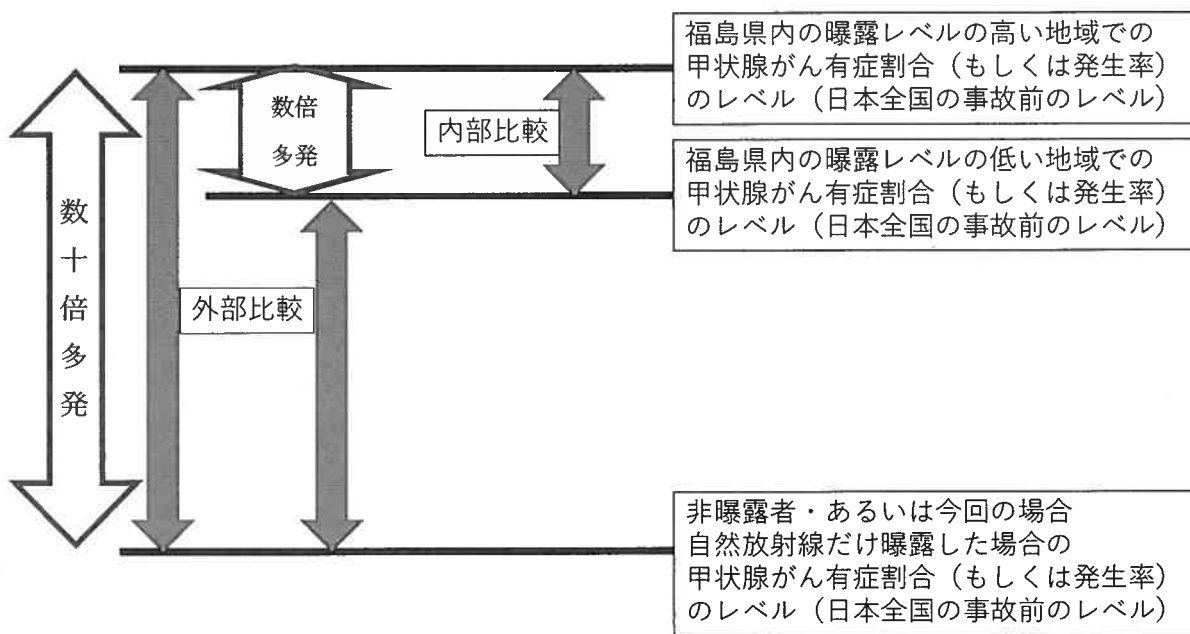 福島県内の曝露レベルの高い地域での
甲状腺がん有症割合（もしくは発生率）
のレベル（日本全国の事故前のレベル）
数倍
多発
内部比較
福島県内の曝露レベルの低い地域での
甲状腺がん有症割合（もしくは発生率）
のレベル（日本全国の事故前のレベル）
数十倍多発
外部比較
非曝露者・あるいは今回の場合
自然放射線だけ曝露した場合の
甲状腺がん有症割合（もしくは発生率）
のレベル（日本全国の事故前のレベル）